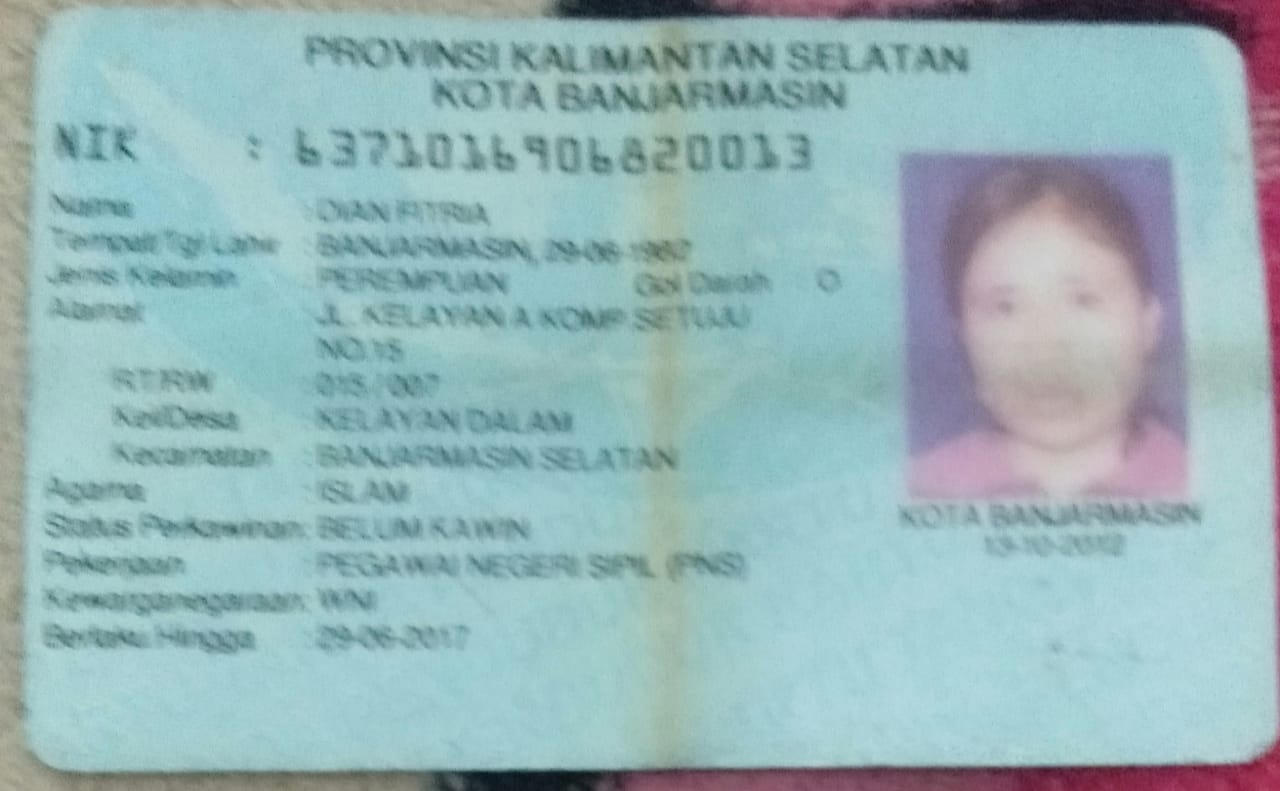 PROVINSI KALIMANTAN SELATAN
KOTA BANJARMASIN
NIK : 6371016906820013
Nama : DIAN FITRIA
Tempat/Tgl Lahir : BANJARMASIN, 29-06-1982
Jenis Kelamin : PEREMPUAN Gol Darah O
Alamat : JL. KELAYAN A KOMP SETUJU
NO.15
RT/RW : 015 / 007
Kel/Desa : KELAYAN DALAM
Kecamatan : BANJARMASIN SELATAN
Agama : ISLAM
Status Perkawinan: BELUM KAWIN
Pekerjaan : PEGAWAI NEGERI SIPIL (PNS)
Kewarganegaraan: WNI
Berlaku Hingga : 29-06-2017
KOTA BANJARMASIN
13-10-2012